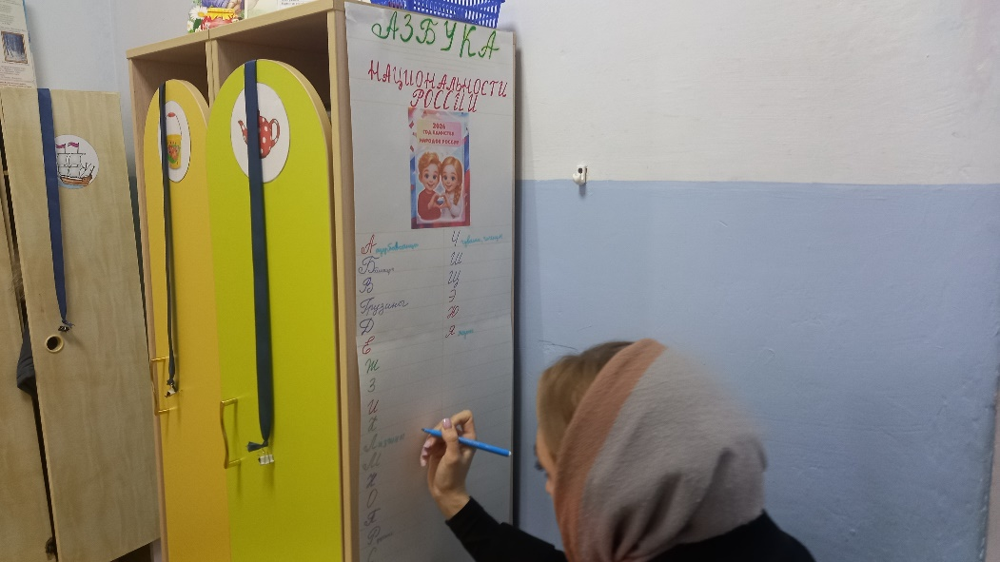 АЗБУКА
НАЦИОНАЛЬНОСТИ
РОССИИ
2026
ГОД ЕДИНСТВА
НАРОДОВ РОССИИ
А
Б
В
Грузины
Д
Е
Ж
З
И
К
Л
М
Н
О
П
Р
Ч
Ш
Щ
Э
Ю
Я